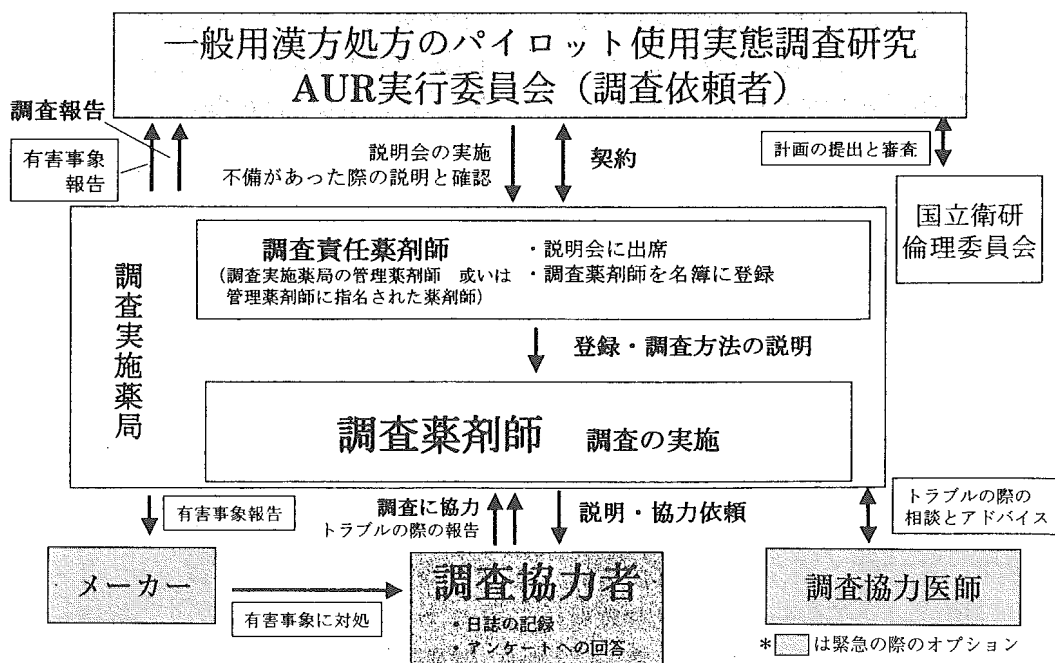 一般用漢方処方のパイロット使用実態調査研究
AUR実行委員会（調査依頼者）
調査報告
有害事象
報告
説明会の実施
不備があった際の説明と確認
契約
計画の提出と審査
国立衛研
倫理委員会
調査実施薬局
調査責任薬剤師
（調査実施薬局の管理薬剤師　或いは
管理薬剤師に指名された薬剤師）
・説明会に出席
・調査薬剤師を名簿に登録
登録・調査方法の説明
調査薬剤師　調査の実施
有害事象報告
調査に協力
トラブルの際の報告
説明・協力依頼
トラブルの際の
相談とアドバイス
メーカー
有害事象に対処
調査協力者
・日誌の記録
・アンケートへの回答
調査協力医師
＊□は緊急の際のオプション